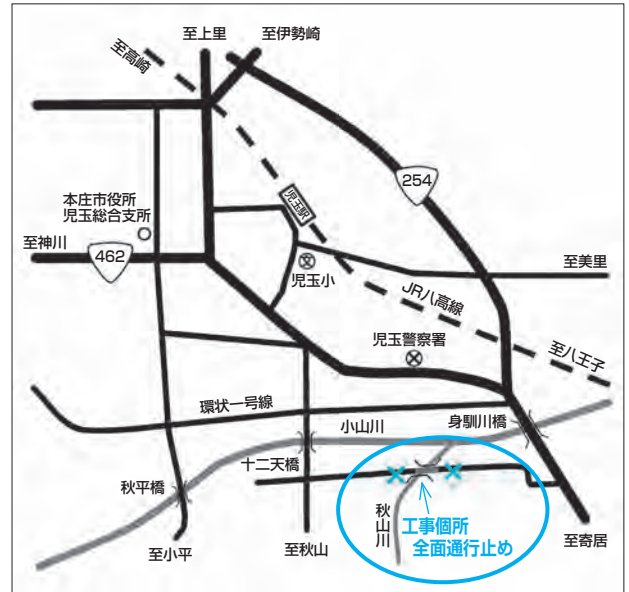 至上里
至伊勢崎
至高崎
254
本庄市役所
児玉総合支所
児玉駅
至神川
462
児玉小
至美里
JR八高線
児玉警察署
至八王子
環状一号線
小山川
身馴川橋
十二天橋
秋平橋
秋山川
工事個所
全面通行止め
至小平
至秋山
至寄居